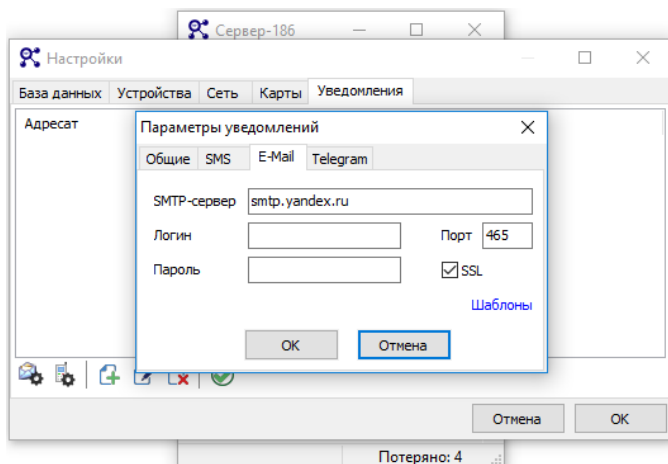 Сервер-186
Настройки
База данных Устройства Сеть Карты Уведомления
Адресат
Параметры уведомлений
Общие SMS E-Mail Telegram
SMTP-сервер smtp.yandex.ru
Логин Порт 465
Пароль SSL
Шаблоны
OK Отмена
Отмена OK
Потеряно: 4